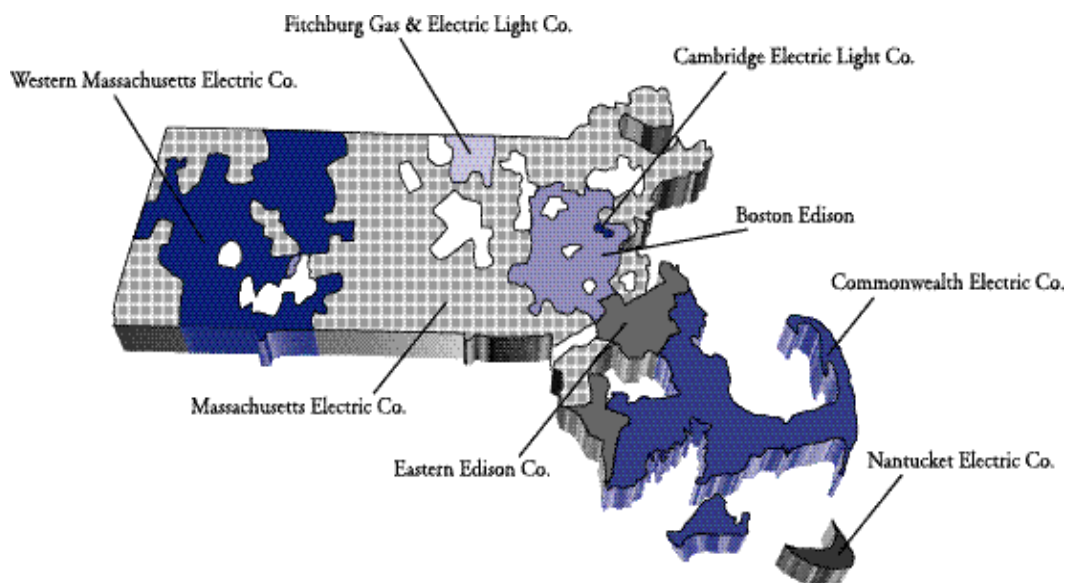 Fitchburg Gas & Electric Light Co.
Cambridge Electric Light Co.
Western Massachusetts Electric Co.
Boston Edison
Commonwealth Electric Co.
Massachusetts Electric Co.
Eastern Edison Co.
Nantucket Electric Co.